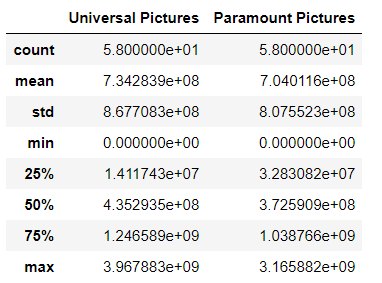 Universal Pictures Paramount Pictures
count 5.800000e+01 5.800000e+01
mean 7.342839e+08 7.040116e+08
std 8.677083e+08 8.075523e+08
min 0.000000e+00 0.000000e+00
25% 1.411743e+07 3.283082e+07
50% 4.352935e+08 3.725909e+08
75% 1.246589e+09 1.038766e+09
max 3.967883e+09 3.165882e+09